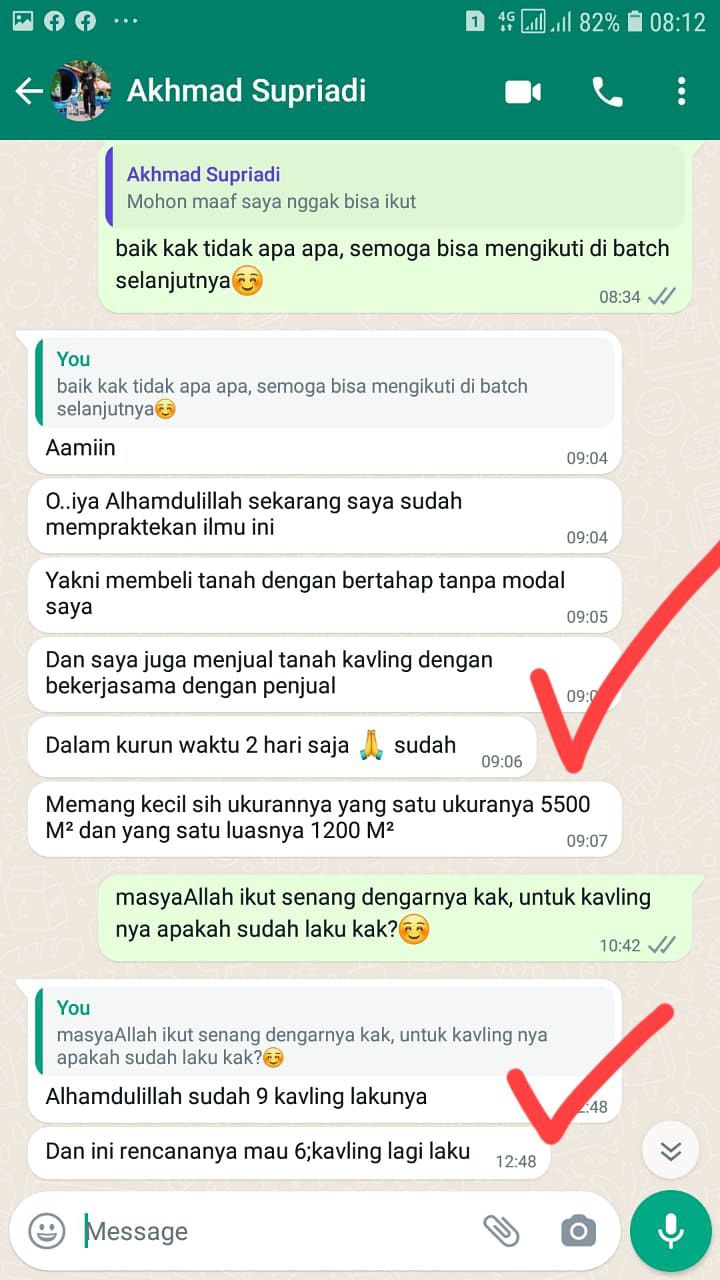 1 4G 82% 08:12
Akhmad Supriadi
Akhmad Supriadi
Mohon maaf saya nggak bisa ikut
baik kak tidak apa apa, semoga bisa mengikuti di batch
selanjutnya☺️
08:34
You
baik kak tidak apa apa, semoga bisa mengikuti di batch
selanjutnya☺️
Aamiin
09:04
O..iya Alhamdulillah sekarang saya sudah
mempraktekan ilmu ini
09:04
Yakni membeli tanah dengan bertahap tanpa modal
saya
09:05
Dan saya juga menjual tanah kavling dengan
bekerjasama dengan penjual
Dalam kurun waktu 2 hari saja 🙏 sudah
09:06
Memang kecil sih ukurannya yang satu ukuranya 5500
M² dan yang satu luasnya 1200 M²
09:07
masyaAllah ikut senang dengarnya kak, untuk kavling
nya apakah sudah laku kak?☺️
10:42
You
masyaAllah ikut senang dengarnya kak, untuk kavling nya
apakah sudah laku kak?☺️
Alhamdulillah sudah 9 kavling lakunya
Dan ini rencananya mau 6;kavling lagi laku
12:48
Message